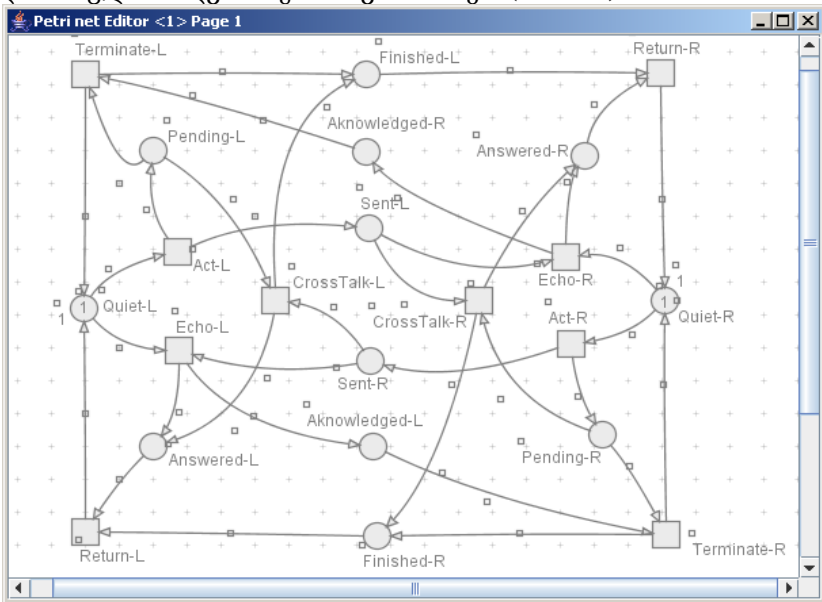 Petri net Editor <1> Page 1
Terminate-L
Finished-L
Return-R
Pending-L
Aknowledged-R
Answered-R
Sent-L
Act-L
Echo-R
1
1 Quiet-L
1
CrossTalk-L
CrossTalk-R
Act-R
1 Quiet-R
Echo-L
Sent-R
Aknowledged-L
Answered-L
Pending-R
Return-L
Finished-R
Terminate-R